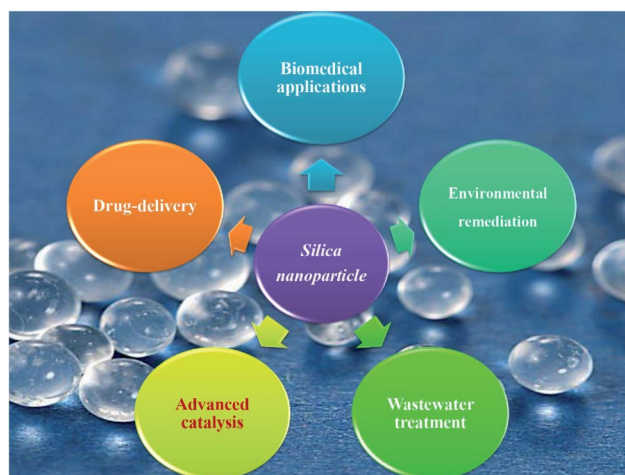 Biomedical
applications
Drug-delivery
Environmental
remediation
Silica
nanoparticle
Advanced
catalysis
Wastewater
treatment